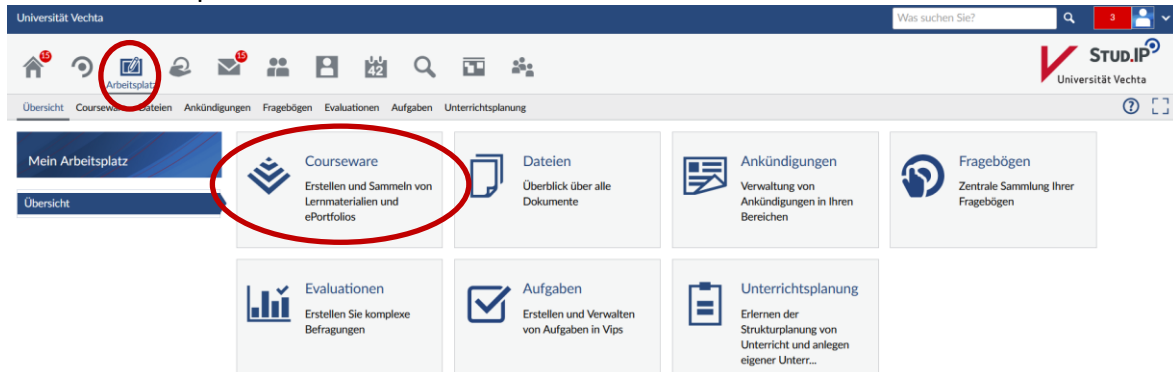 Universität Vechta
Was suchen Sie?
3
15
15
42
Arbeitsplatz
STUD.IP
Universität Vechta
Übersicht Courseware Dateien Ankündigungen Fragebögen Evaluationen Aufgaben Unterrichtsplanung
Mein Arbeitsplatz
Übersicht
Courseware
Erstellen und Sammeln von
Lernmaterialien und
ePortfolios
Dateien
Überblick über alle
Dokumente
Ankündigungen
Verwaltung von
Ankündigungen in Ihren
Bereichen
Fragebögen
Zentrale Sammlung Ihrer
Fragebögen
Evaluationen
Erstellen Sie komplexe
Befragungen
Aufgaben
Erstellen und Verwalten
von Aufgaben in Vips
Unterrichtsplanung
Erlernen der
Strukturplanung von
Unterricht und anlegen
eigener Unterr...